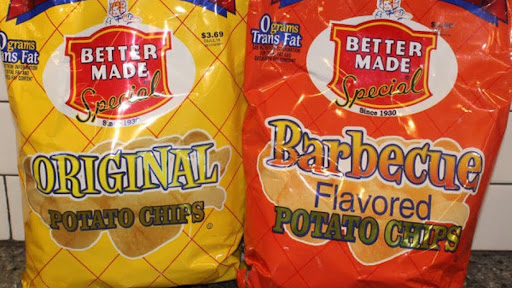 0 grams
Trans Fat
$3.69
BETTER
MADE
Special
Since 1930
ORIGINAL
POTATO CHIPS
0 grams
Trans Fat
BETTER
MADE
Special
Since 1930
Barbecue
Flavored
POTATO CHIPS